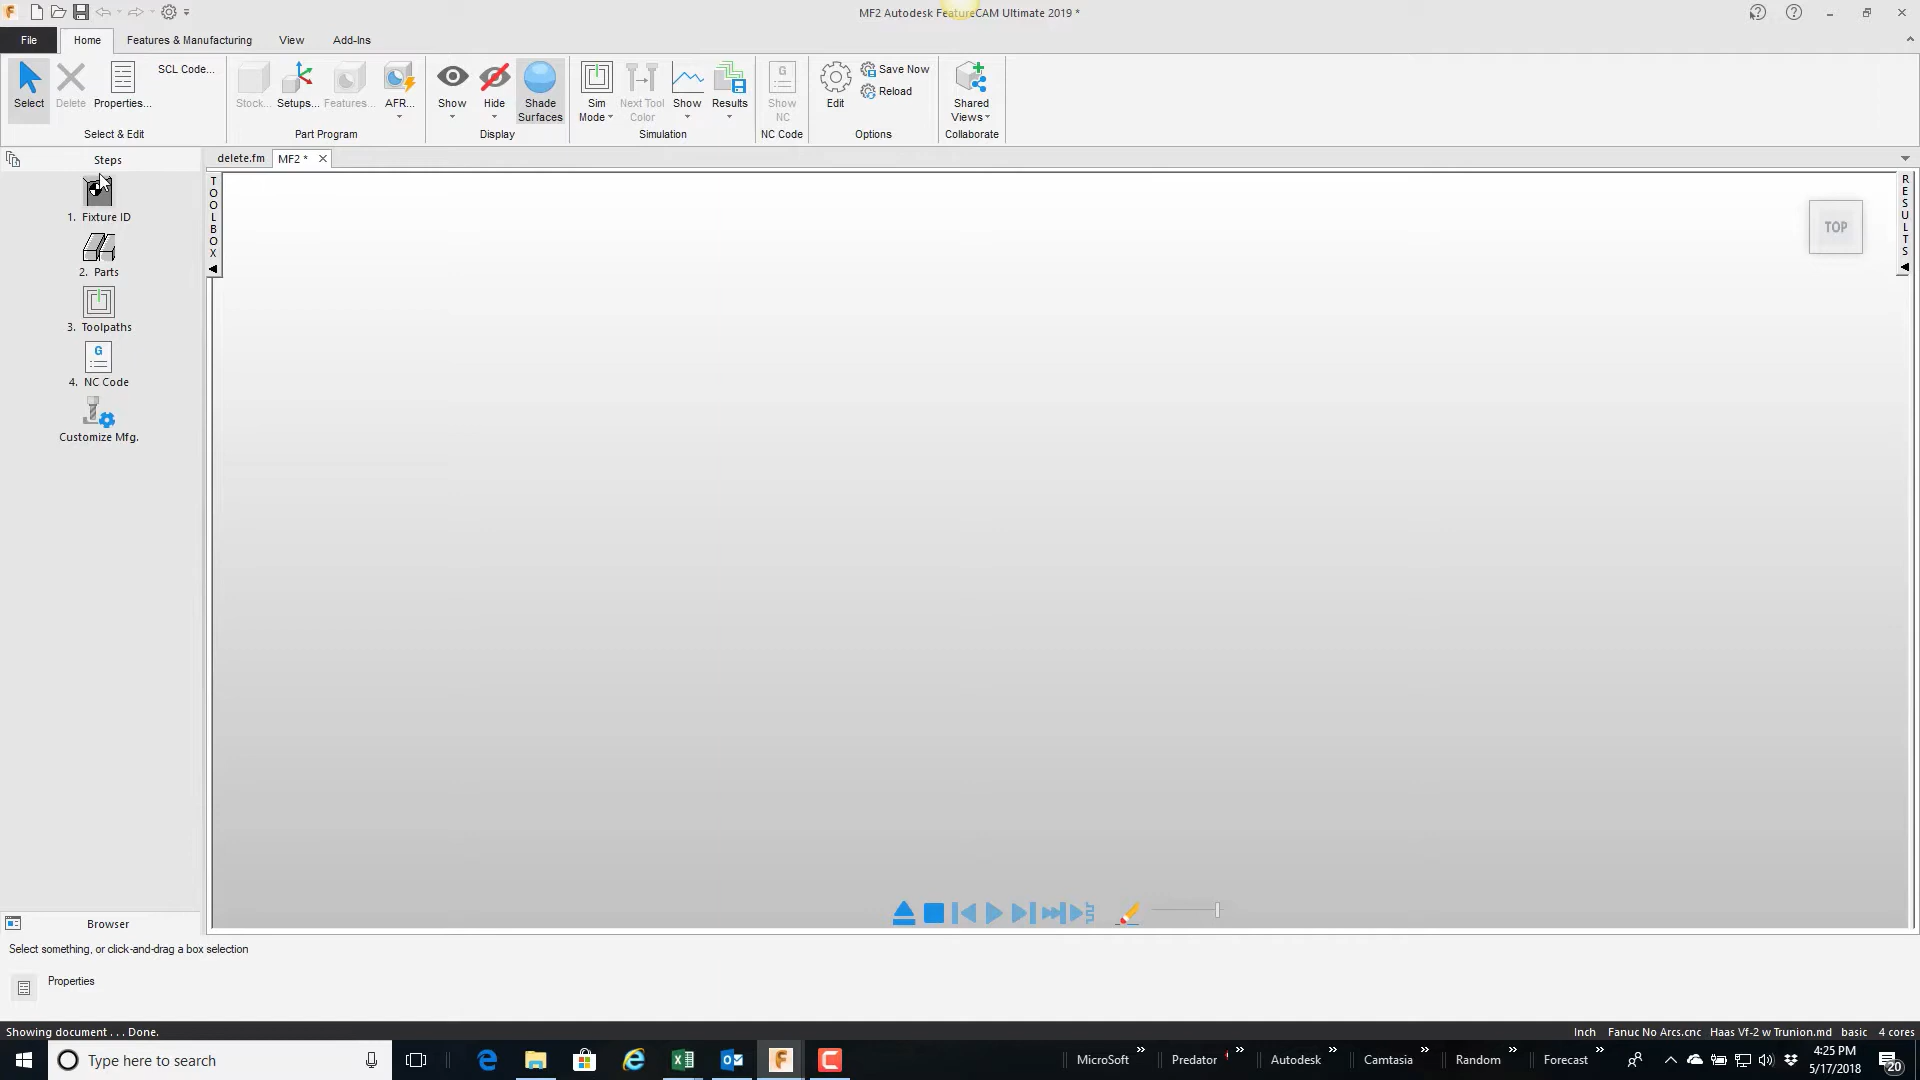 MF2 Autodesk FeatureCAM Ultimate 2019 *
File Home Features & Manufacturing View Add-Ins
Select Delete Properties... SCL Code...
Select & Edit
Stock... Setups... Features... AFR...
Part Program
Show Hide Shade Surfaces
Display
Sim Mode Next Tool Color Show Results
Simulation
Show NC
NC Code
Edit Save Now
Reload
Options
Shared Views
Collaborate
Steps
delete.fm MF2 *
1. Fixture ID
2. Parts
3. Toolpaths
4. NC Code
Customize Mfg.
TOOLBOX
TOP
RESULTS
Browser
Select something, or click-and-drag a box selection
Properties
Showing document . . . Done.
Inch Fanuc No Arcs.cnc Haas Vf-2 w Trunion.md basic 4 cores
Type here to search
MicroSoft Predator Autodesk Camtasia Random Forecast
4:25 PM
5/17/2018
20